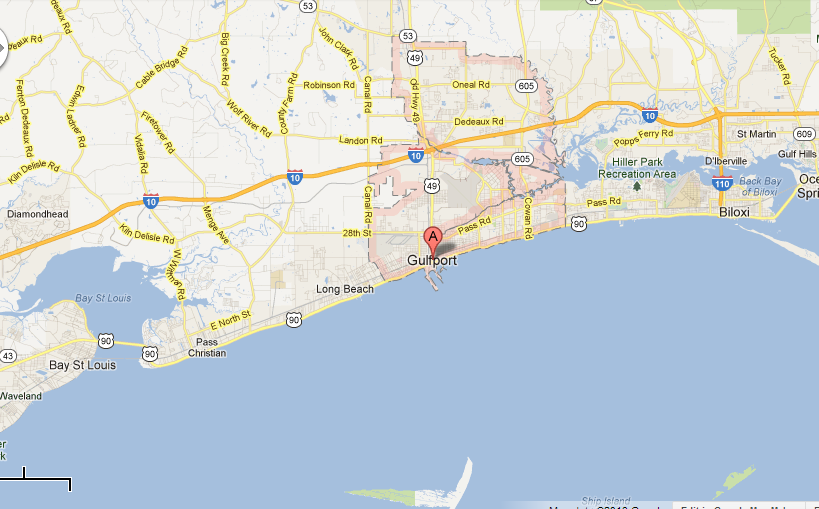 53
53
49
605
Oneal Rd
Robinson Rd
Canal Rd
Old Hwy 49
John Clark Rd
Big Creek Rd
Cable Bridge Rd
Tucker Rd
Fenton Dedeaux Rd
Edwin Ladner Rd
Firetower Rd
Wolf River Rd
County Farm Rd
Dedeaux Rd
10
Popps Ferry Rd
St Martin
609
Vidalia Rd
Landon Rd
10
605
Hiller Park
Recreation Area
D'Iberville
Gulf Hills
Kiln Delisle Rd
10
49
110
Back Bay
of Biloxi
10
Canal Rd
Cowan Rd
Pass Rd
Biloxi
Diamondhead
Menge Ave
Kiln Delisle Rd
28th St
Pass Rd
90
A
Gulfport
W Wittman Rd
Long Beach
Bay St Louis
E North St
90
90
90
Pass
Christian
43
Bay St Louis
Waveland
Ship Island